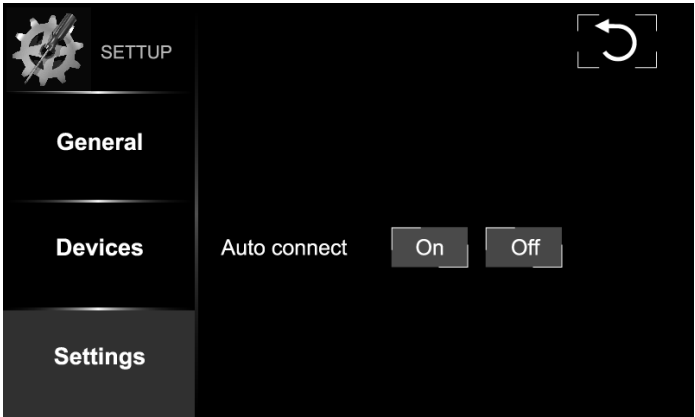 SETTUP
General
Devices
Auto connect On Off
Settings